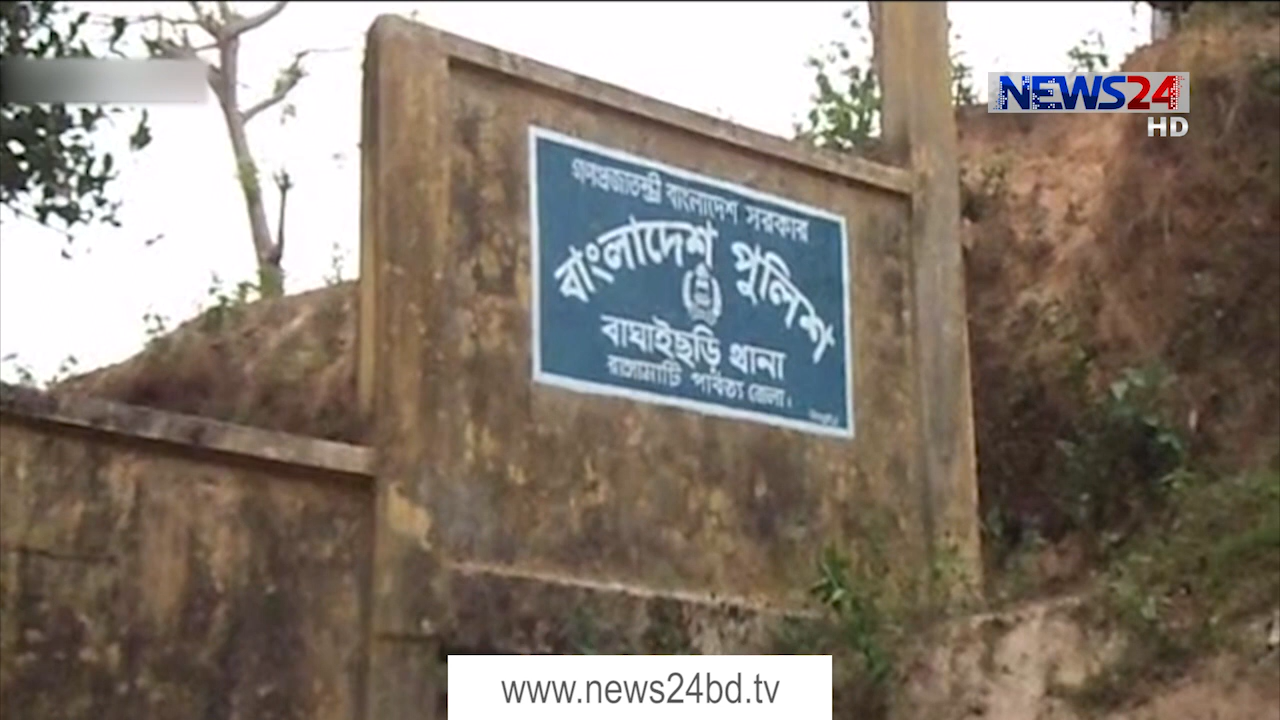 NEWS24
HD
গণপ্রজাতন্ত্রী বাংলাদেশ সরকার
বাংলাদেশ পুলিশ
বাঘাইছড়ি থানা
রাঙ্গামাটি পার্বত্য জেলা।
www.news24bd.tv